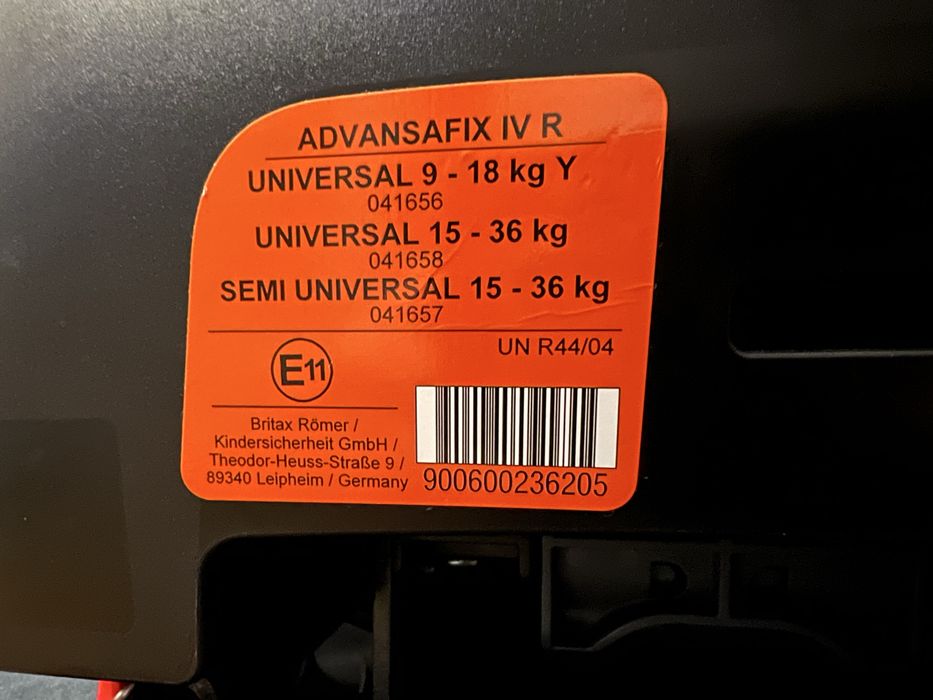 ADVANSAFIX IV R
UNIVERSAL 9 - 18 kg Y
041656
UNIVERSAL 15 - 36 kg
041658
SEMI UNIVERSAL 15 - 36 kg
041657
UN R44/04
E11
Britax Römer /
Kindersicherheit GmbH /
Theodor-Heuss-Straße 9 /
89340 Leipheim / Germany
900600236205